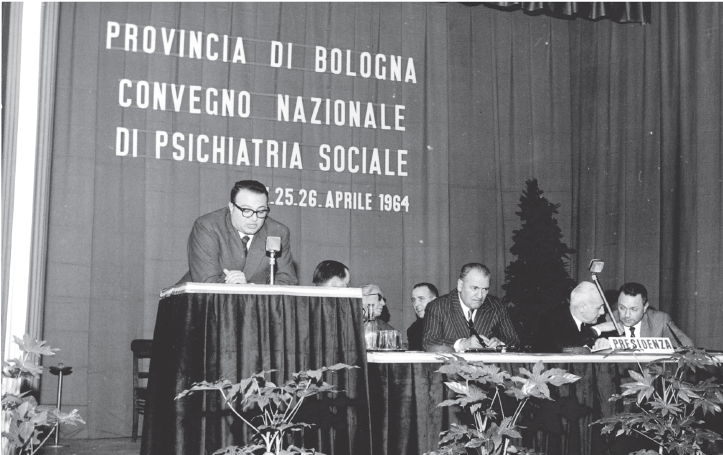 PROVINCIA DI BOLOGNA
CONVEGNO NAZIONALE
DI PSICHIATRIA SOCIALE
.25.26. APRILE 1964
PRESIDENZA